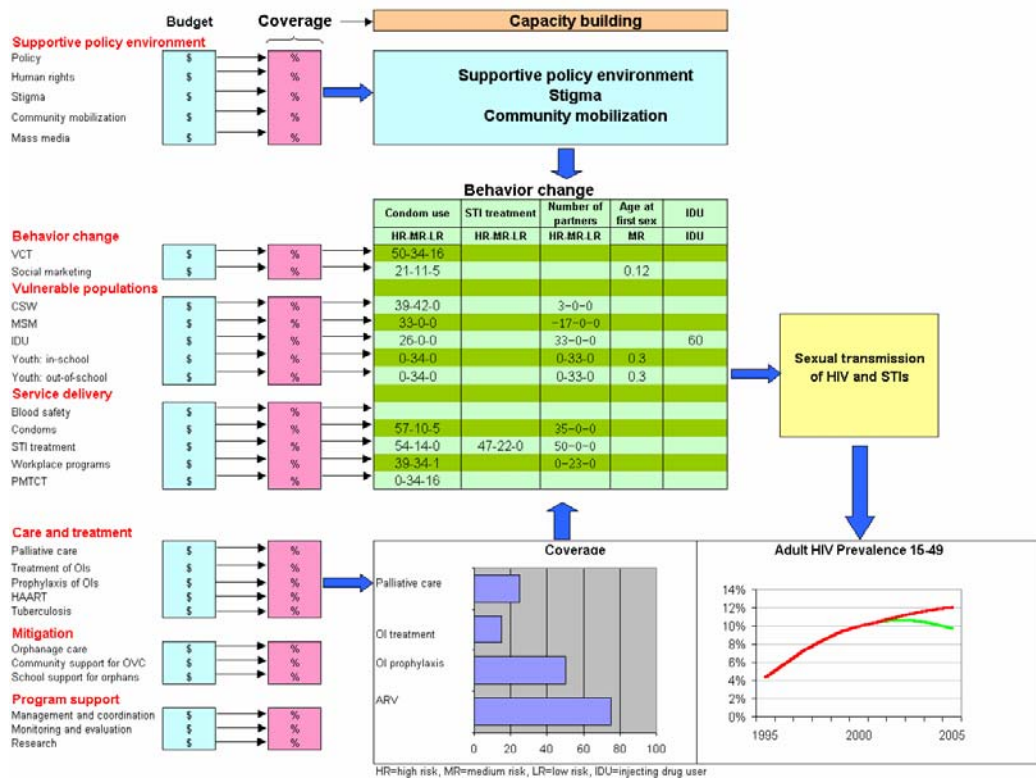 Budget Coverage Capacity building
Supportive policy environment
Policy $ %
Human rights $ %
Stigma $ %
Community mobilization $ %
Mass media $ %
Supportive policy environment
Stigma
Community mobilization
Behavior change
Condom use STI treatment Number of partners Age at first sex IDU
HR-MR-LR HR-MR-LR HR-MR-LR MR IDU
Behavior change
VCT $ % 50-34-16
Social marketing $ % 21-11-5 0.12
Vulnerable populations
CSW $ % 39-42-0 3-0-0
MSM $ % 33-0-0 -17-0-0
IDU $ % 26-0-0 33-0-0 60
Youth: in-school $ % 0-34-0 0-33-0 0.3
Youth: out-of-school $ % 0-34-0 0-33-0 0.3
Service delivery
Blood safety $ %
Condoms $ % 57-10-5 35-0-0
STI treatment $ % 54-14-0 47-22-0 50-0-0
Workplace programs $ % 39-34-1 0-23-0
PMTCT $ % 0-34-16
Sexual transmission
of HIV and STIs
Care and treatment
Palliative care $ %
Treatment of OIs $ %
Prophylaxis of OIs $ %
HAART $ %
Tuberculosis $ %
Mitigation
Orphanage care $ %
Community support for OVC $ %
School support for orphans $ %
Program support
Management and coordination $ %
Monitoring and evaluation $ %
Research $ %
Coverage
Palliative care
OI treatment
OI prophylaxis
ARV
0 20 40 60 80 100
Adult HIV Prevalence 15-49
14%
12%
10%
8%
6%
4%
2%
0%
1995 2000 2005
HR=high risk, MR=medium risk, LR=low risk, IDU=injecting drug user